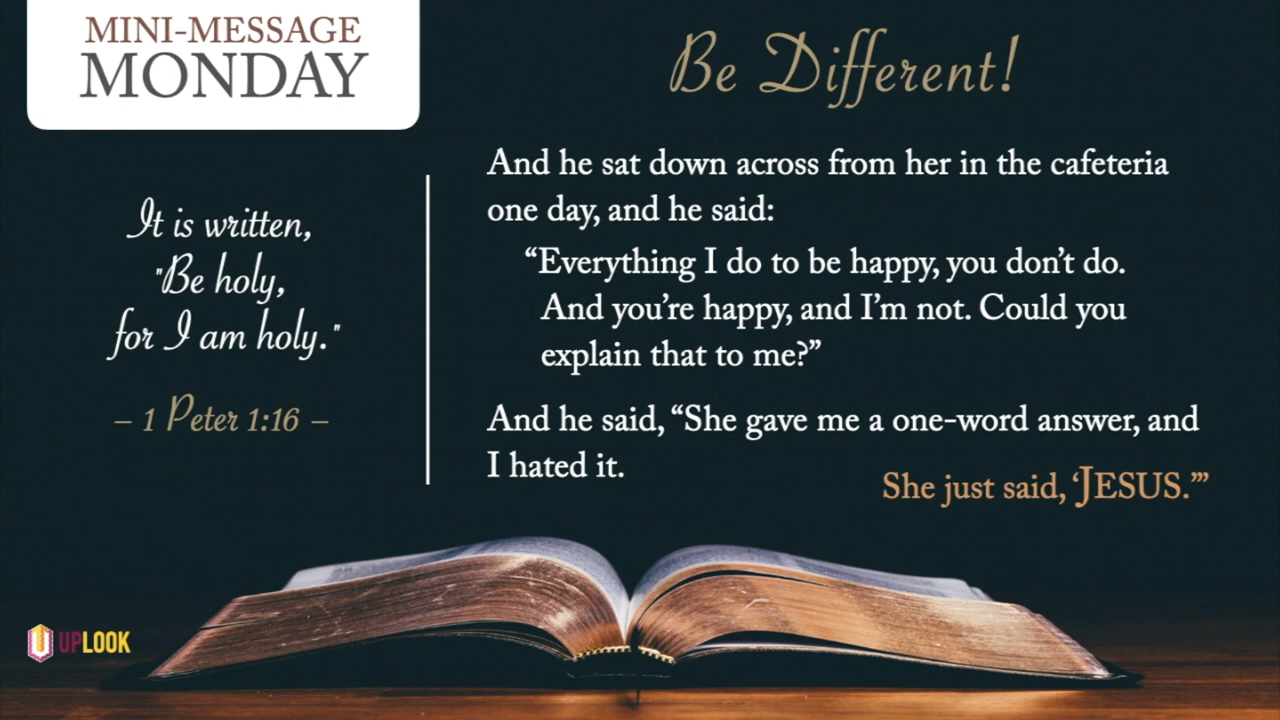 MINI-MESSAGE
MONDAY
Be Different!
It is written,
"Be holy,
for I am holy."
– 1 Peter 1:16 –
And he sat down across from her in the cafeteria
one day, and he said:
“Everything I do to be happy, you don’t do.
And you’re happy, and I’m not. Could you
explain that to me?”
And he said, “She gave me a one-word answer, and
I hated it.
She just said, ‘JESUS.’”
UPLOOK